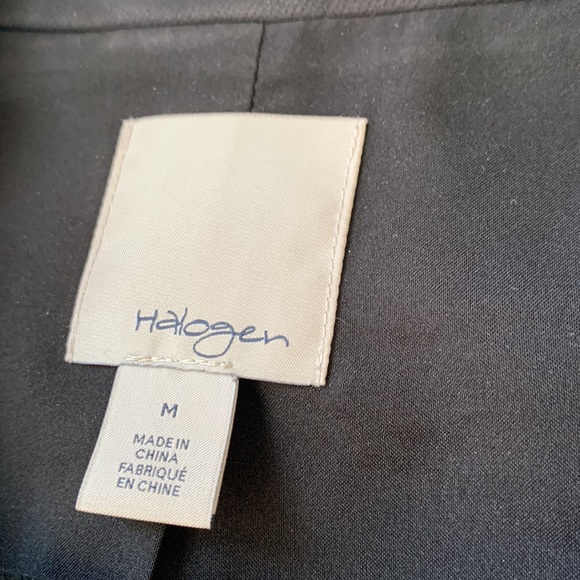 Halogen
M
MADE IN
CHINA
FABRIQUÉ
EN CHINE